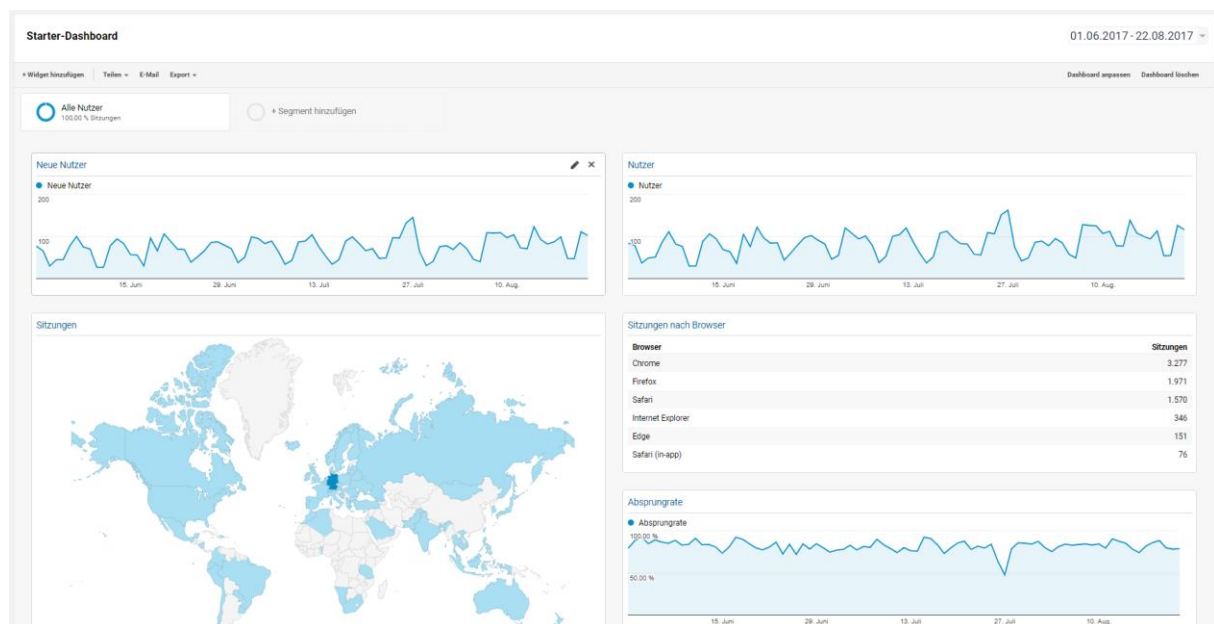 Starter-Dashboard
01.06.2017 - 22.08.2017
+ Widget hinzufügen Teilen E-Mail Export
Dashboard anpassen Dashboard löschen
Alle Nutzer
100,00 % Sitzungen
+ Segment hinzufügen
Neue Nutzer
Neue Nutzer
200
100
15. Juni 29. Juni 13. Juli 27. Juli 10. Aug.
Nutzer
Nutzer
200
100
15. Juni 29. Juni 13. Juli 27. Juli 10. Aug.
Sitzungen
Sitzungen nach Browser
Browser Sitzungen
Chrome 3.277
Firefox 1.971
Safari 1.570
Internet Explorer 346
Edge 151
Safari (in-app) 76
Absprungrate
Absprungrate
100,00 %
50,00 %
15. Juni 29. Juni 13. Juli 27. Juli 10. Aug.